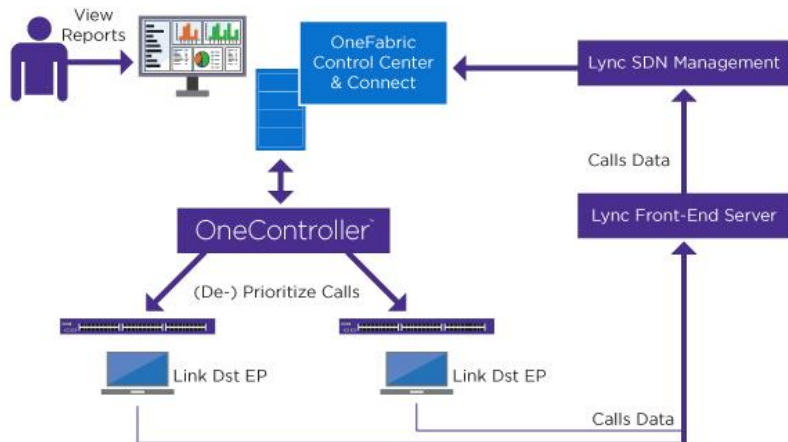 View
Reports
OneFabric
Control Center
& Connect
Lync SDN Management
Calls Data
Lync Front-End Server
OneController™
(De-) Prioritize Calls
Link Dst EP
Link Dst EP
Calls Data